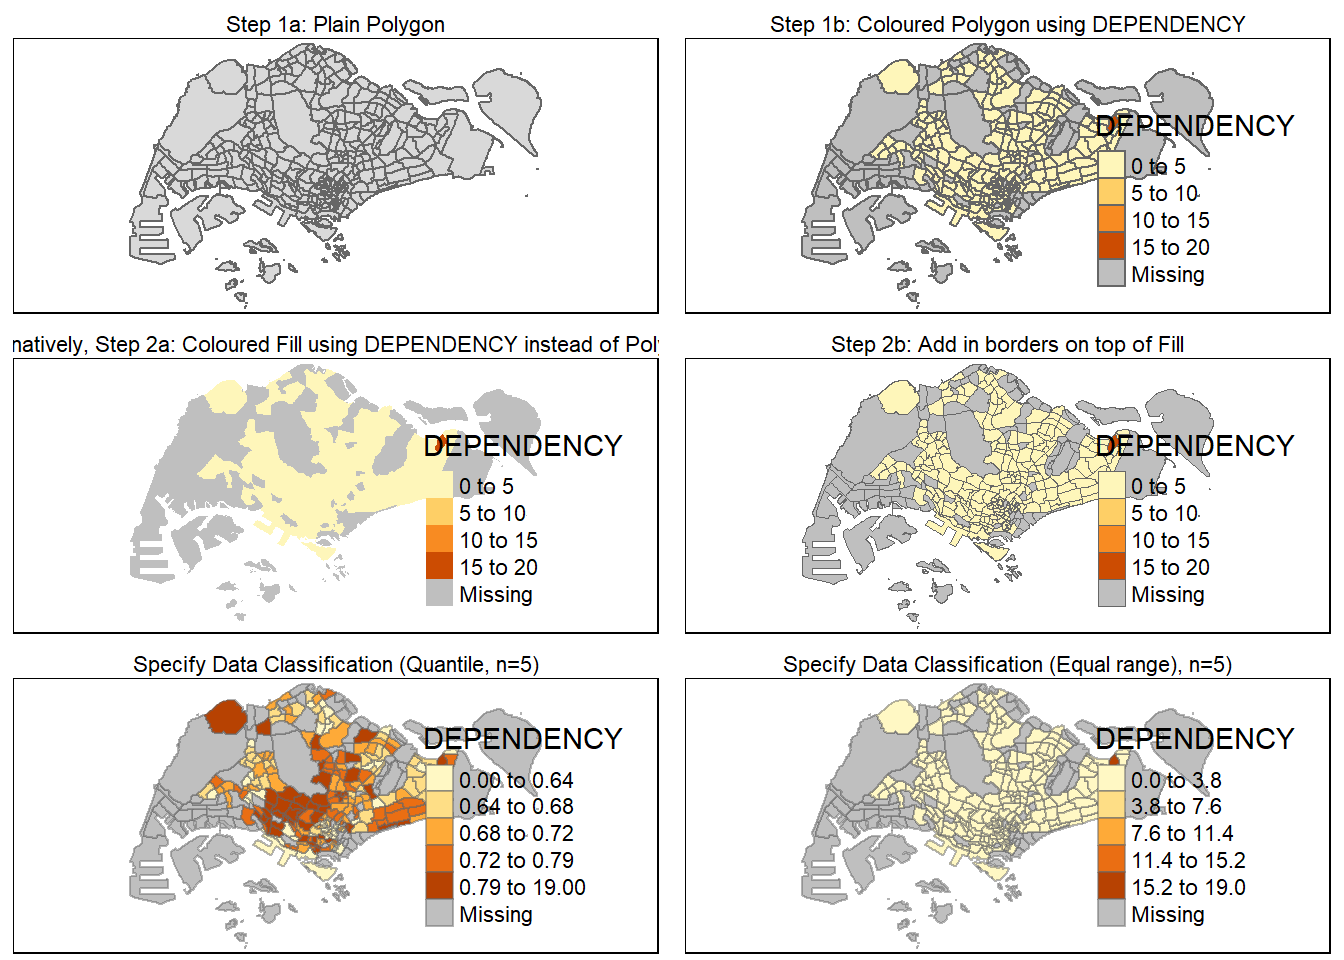 Step 1a: Plain Polygon
Step 1b: Coloured Polygon using DEPENDENCY
DEPENDENCY
0 to 5
5 to 10
10 to 15
15 to 20
Missing
Step 2a: Coloured Fill using DEPENDENCY instead of
Step 2b: Add in borders on top of Fill
DEPENDENCY
0 to 5
5 to 10
10 to 15
15 to 20
Missing
DEPENDENCY
0 to 5
5 to 10
10 to 15
15 to 20
Missing
Specify Data Classification (Quantile, n=5)
Specify Data Classification (Equal range), n=5)
DEPENDENCY
0.00 to 0.64
0.64 to 0.68
0.68 to 0.72
0.72 to 0.79
0.79 to 19.00
Missing
DEPENDENCY
0.0 to 3.8
3.8 to 7.6
7.6 to 11.4
11.4 to 15.2
15.2 to 19.0
Missing